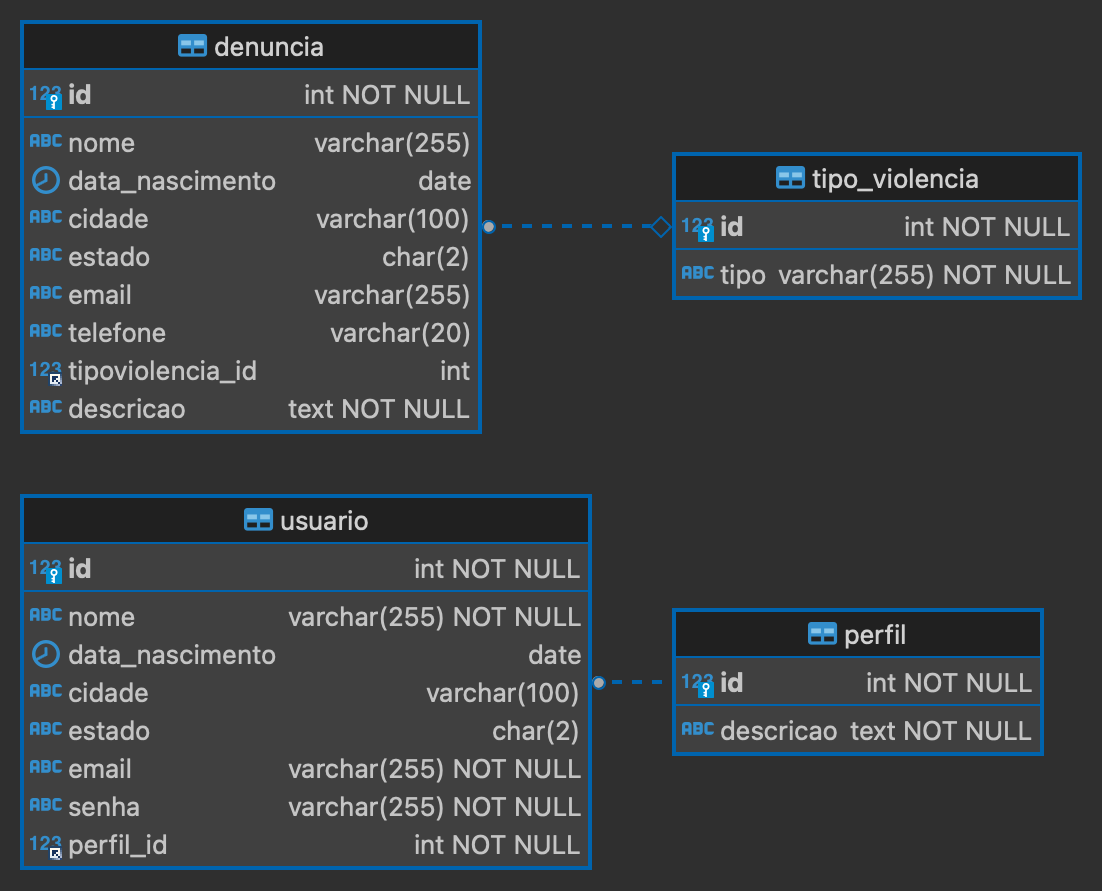 denuncia
123 id int NOT NULL
ABC nome varchar(255)
data_nascimento date
ABC cidade varchar(100)
ABC estado char(2)
ABC email varchar(255)
ABC telefone varchar(20)
123 tipoviolencia_id int
ABC descricao text NOT NULL
tipo_violencia
123 id int NOT NULL
ABC tipo varchar(255) NOT NULL
usuario
123 id int NOT NULL
ABC nome varchar(255) NOT NULL
data_nascimento date
ABC cidade varchar(100)
ABC estado char(2)
ABC email varchar(255) NOT NULL
ABC senha varchar(255) NOT NULL
123 perfil_id int NOT NULL
perfil
123 id int NOT NULL
ABC descricao text NOT NULL